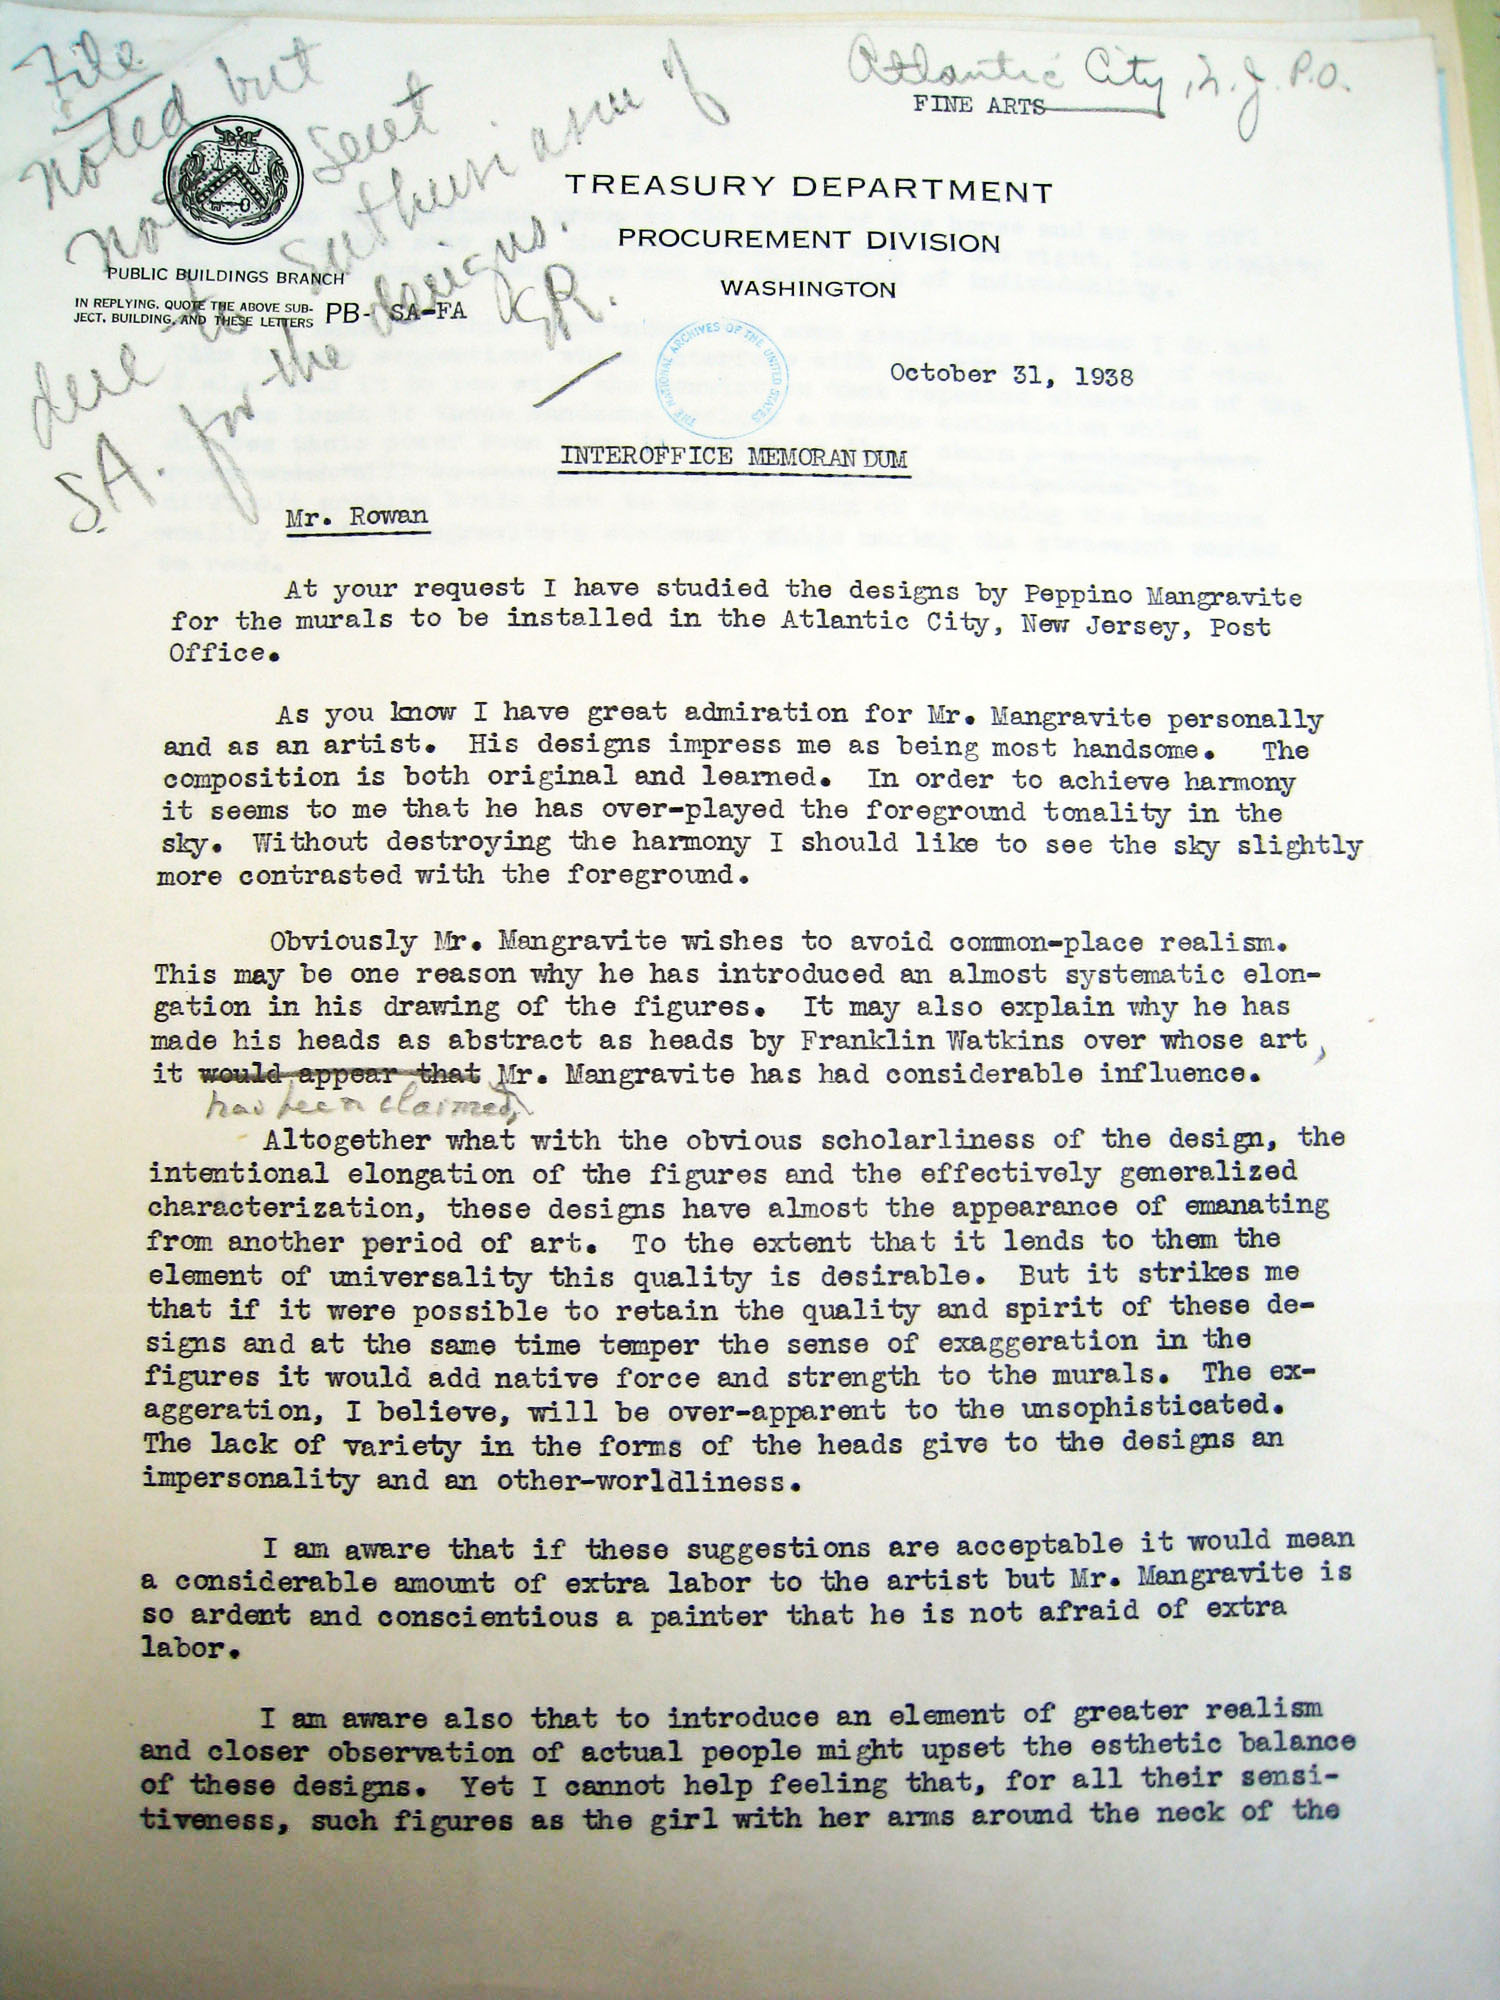 File
noted but
not sent
due to enthusiasm of
SA. for the designs.
ER.
Atlantic City, N.J. P.O.
FINE ARTS
TREASURY DEPARTMENT
PROCUREMENT DIVISION
WASHINGTON
PUBLIC BUILDINGS BRANCH
IN REPLYING, QUOTE THE ABOVE SUB-
JECT, BUILDING, AND THESE LETTERS PB- SA-FA
THE NATIONAL ARCHIVES OF THE UNITED STATES
October 31, 1938
INTEROFFICE MEMORANDUM
Mr. Rowan
At your request I have studied the designs by Peppino Mangravite
for the murals to be installed in the Atlantic City, New Jersey, Post
Office.
As you know I have great admiration for Mr. Mangravite personally
and as an artist. His designs impress me as being most handsome. The
composition is both original and learned. In order to achieve harmony
it seems to me that he has over-played the foreground tonality in the
sky. Without destroying the harmony I should like to see the sky slightly
more contrasted with the foreground.
Obviously Mr. Mangravite wishes to avoid common-place realism.
This may be one reason why he has introduced an almost systematic elon-
gation in his drawing of the figures. It may also explain why he has
made his heads as abstract as heads by Franklin Watkins over whose art,
it would appear that Mr. Mangravite has had considerable influence.
has been claimed,
Altogether what with the obvious scholarliness of the design, the
intentional elongation of the figures and the effectively generalized
characterization, these designs have almost the appearance of emanating
from another period of art. To the extent that it lends to them the
element of universality this quality is desirable. But it strikes me
that if it were possible to retain the quality and spirit of these de-
signs and at the same time temper the sense of exaggeration in the
figures it would add native force and strength to the murals. The ex-
aggeration, I believe, will be over-apparent to the unsophisticated.
The lack of variety in the forms of the heads give to the designs an
impersonality and an other-worldliness.
I am aware that if these suggestions are acceptable it would mean
a considerable amount of extra labor to the artist but Mr. Mangravite is
so ardent and conscientious a painter that he is not afraid of extra
labor.
I am aware also that to introduce an element of greater realism
and closer observation of actual people might upset the esthetic balance
of these designs. Yet I cannot help feeling that, for all their sensi-
tiveness, such figures as the girl with her arms around the neck of the